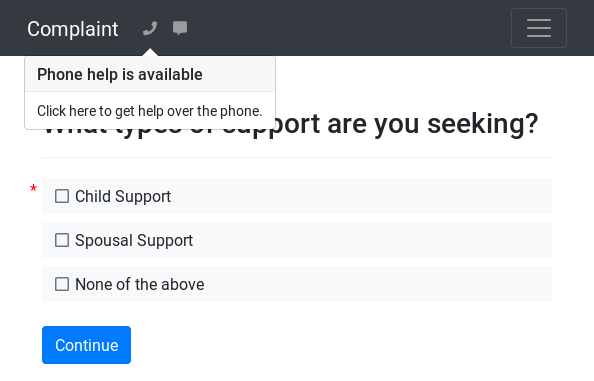 Complaint
Phone help is available
Click here to get help over the phone.
What types of support are you seeking?
*
Child Support
Spousal Support
None of the above
Continue